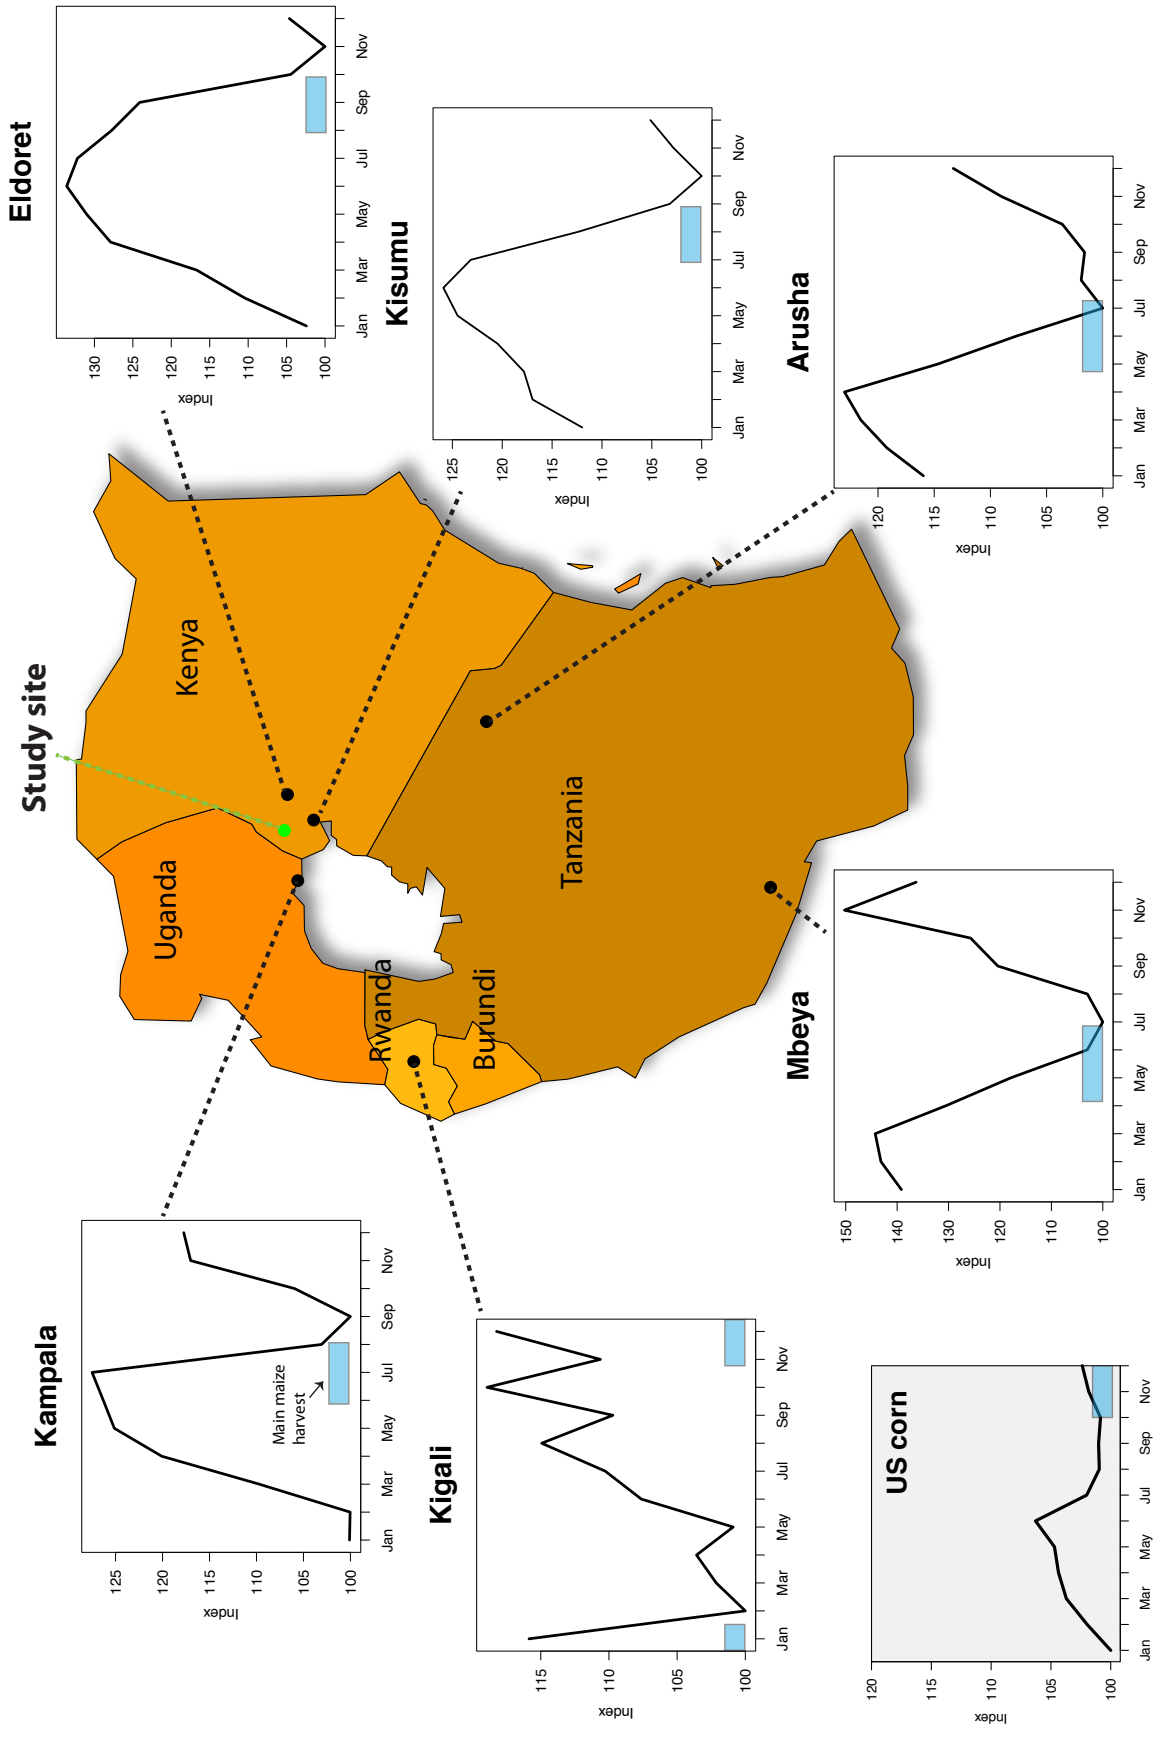 Study site
Kampala
125
120
115
110
105
100
Index
Main maize
harvest
Jan
Mar
May
Jul
Sep
Nov
Eldoret
130
125
120
115
110
105
100
Index
Jan
Mar
May
Jul
Sep
Nov
Kigali
115
110
105
100
Index
Jan
Mar
May
Jul
Sep
Nov
Uganda
Kenya
Rwanda
Burundi
Tanzania
Kisumu
125
120
115
110
105
100
Index
Jan
Mar
May
Jul
Sep
Nov
US corn
120
115
110
105
100
Index
Jan
Mar
May
Jul
Sep
Nov
Mbeya
150
140
130
120
110
100
Index
Jan
Mar
May
Jul
Sep
Nov
Arusha
120
115
110
105
100
Index
Jan
Mar
May
Jul
Sep
Nov